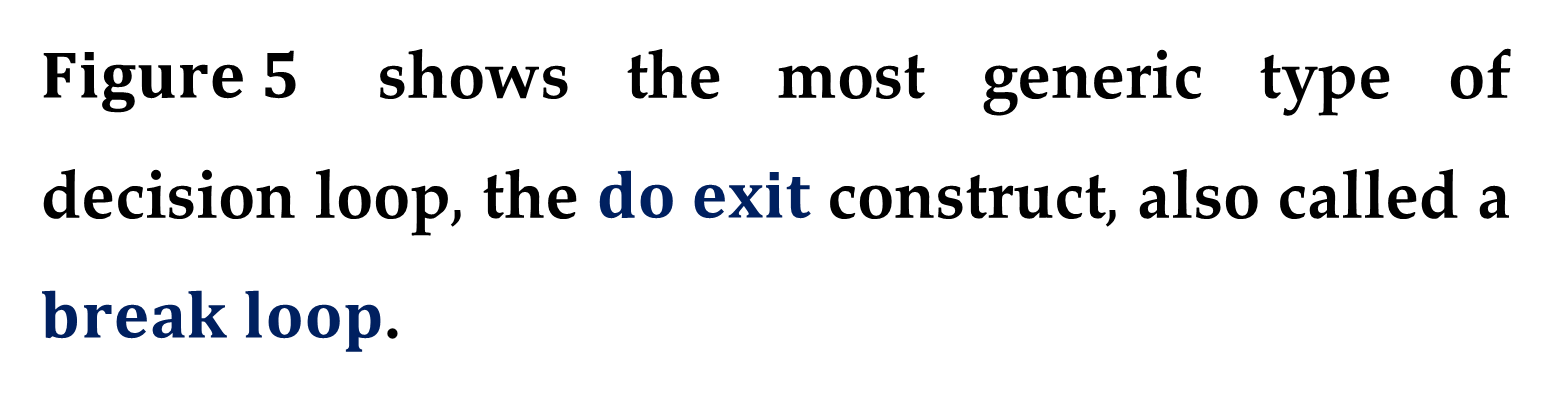 Figure 5 shows the most generic type of
decision loop, the do exit construct, also called a
break loop.